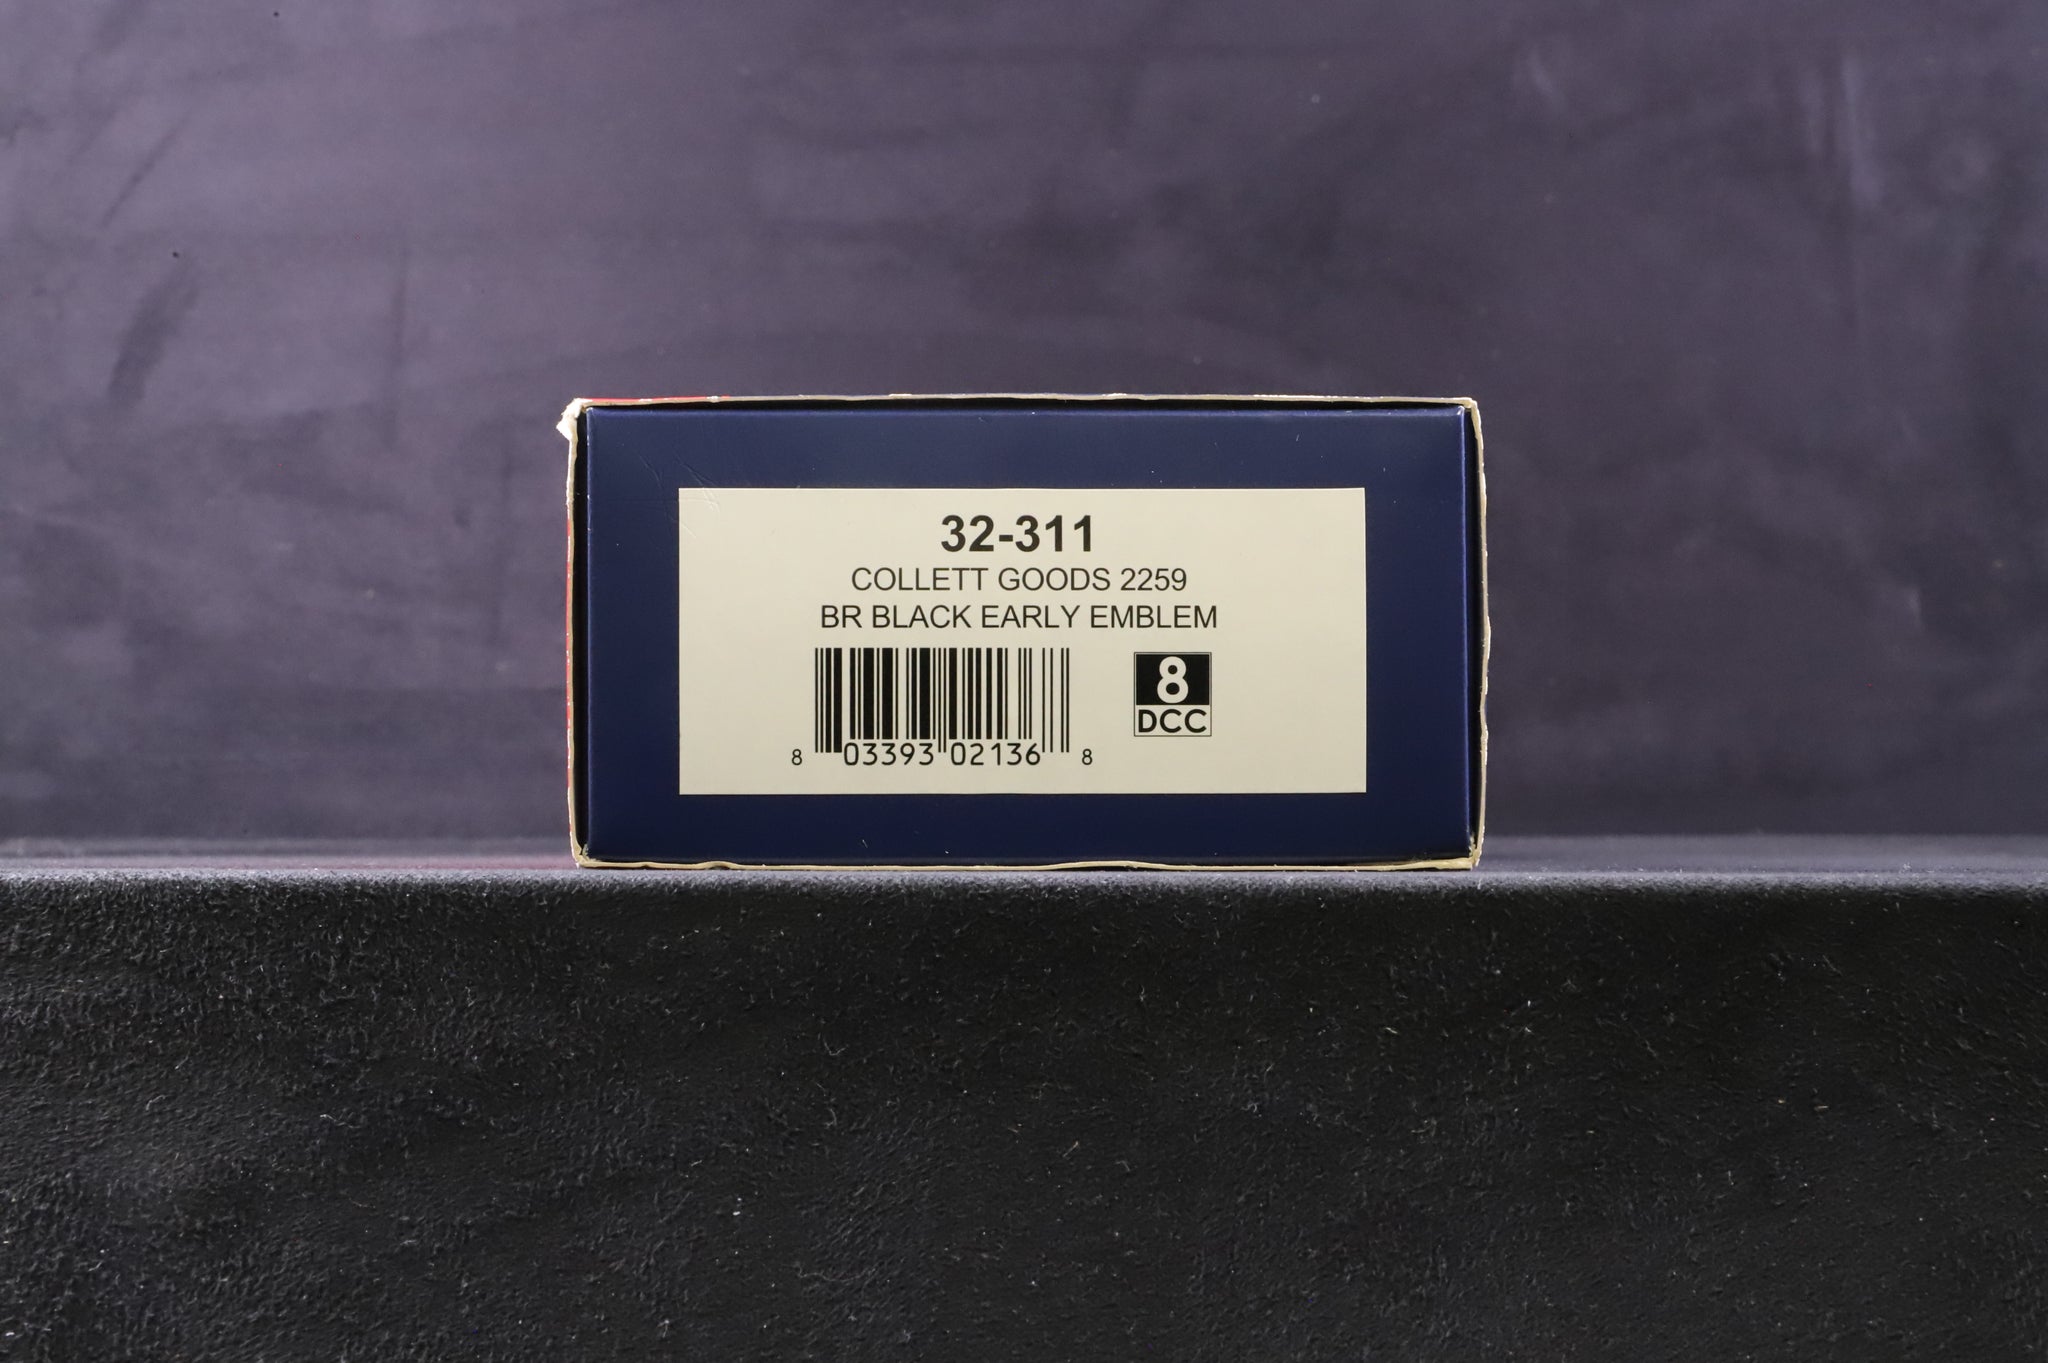 32-311
COLLETT GOODS 2259
BR BLACK EARLY EMBLEM
8 03393 02136 8
8
DCC